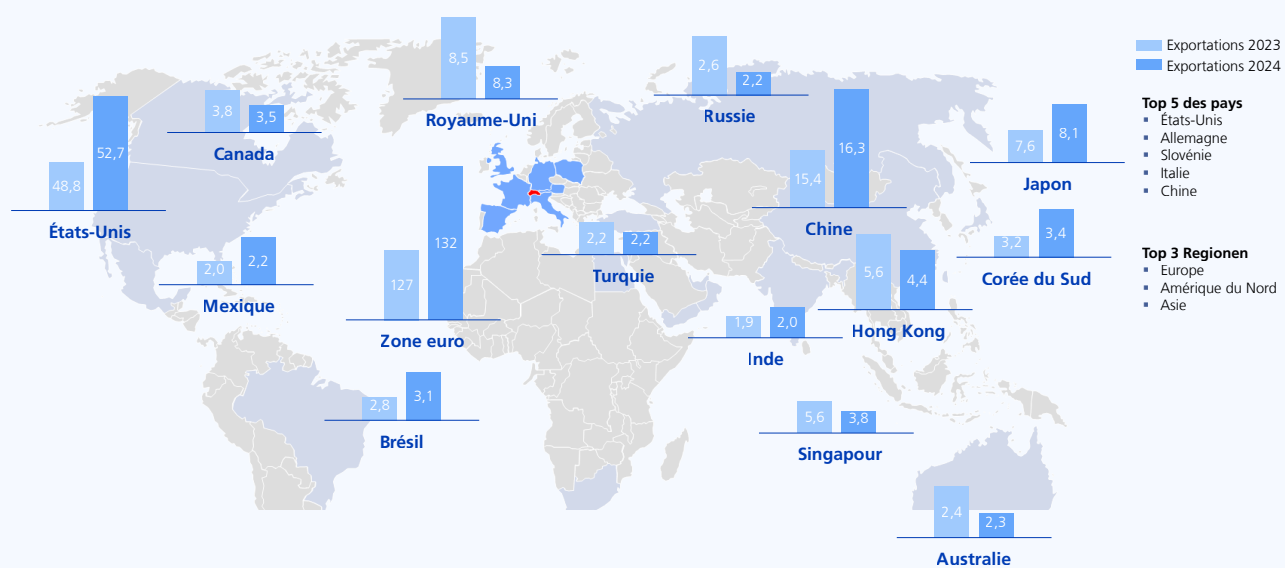 Exportations 2023
Exportations 2024
Top 5 des pays
États-Unis
Allemagne
Slovénie
Italie
Chine
Top 3 Regionen
Europe
Amérique du Nord
Asie
8,5
8,3
Royaume-Uni
2,6
2,2
Russie
3,8
3,5
Canada
48,8
52,7
États-Unis
15,4
16,3
Chine
7,6
8,1
Japon
2,0
2,2
Mexique
127
132
Zone euro
2,2
2,2
Turquie
5,6
4,4
Hong Kong
3,2
3,4
Corée du Sud
1,9
2,0
Inde
2,8
3,1
Brésil
5,6
3,8
Singapour
2,4
2,3
Australie